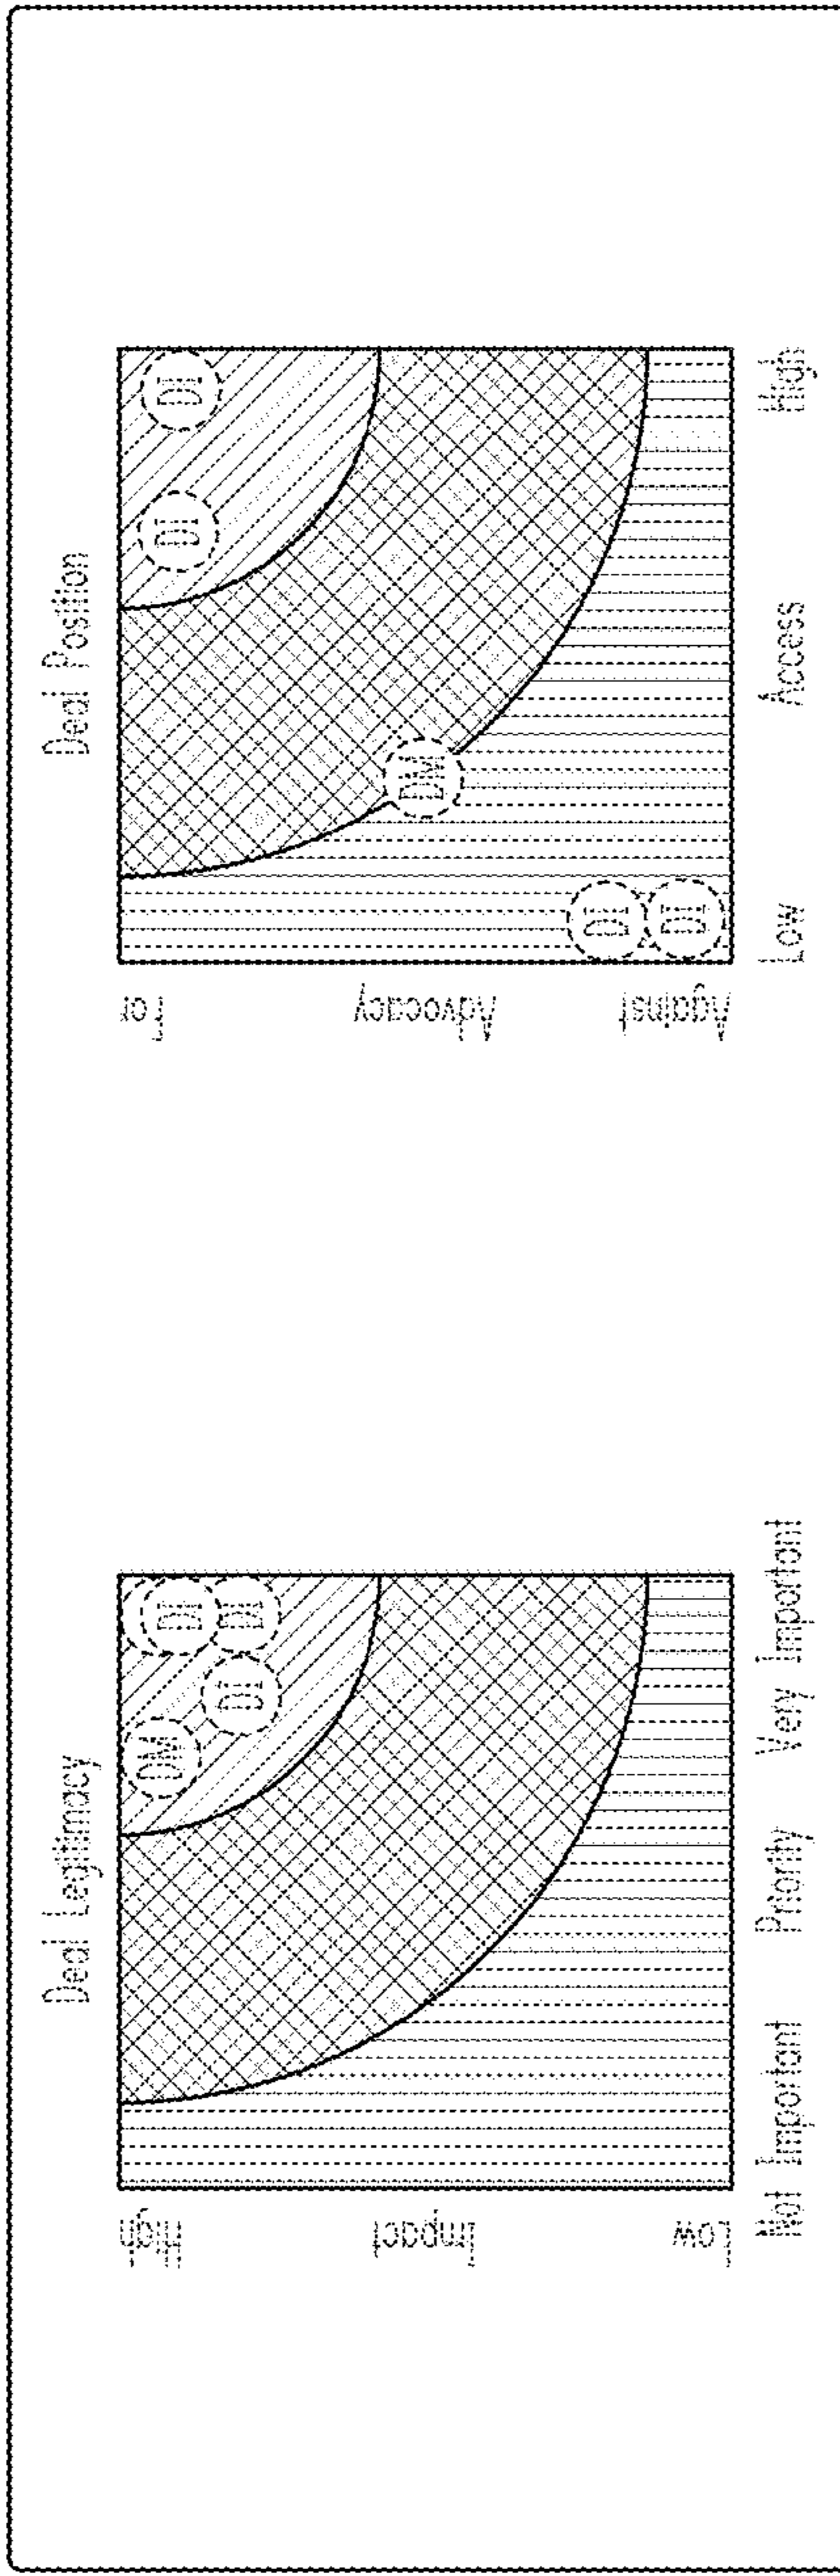 Deal Legitimacy
High
Impact
Low
DM
DI
DI
DI
Not Important
Priority
Very Important
Deal Position
For
Advocacy
Against
DI
DI
DM
DI
DI
Low
Access
High